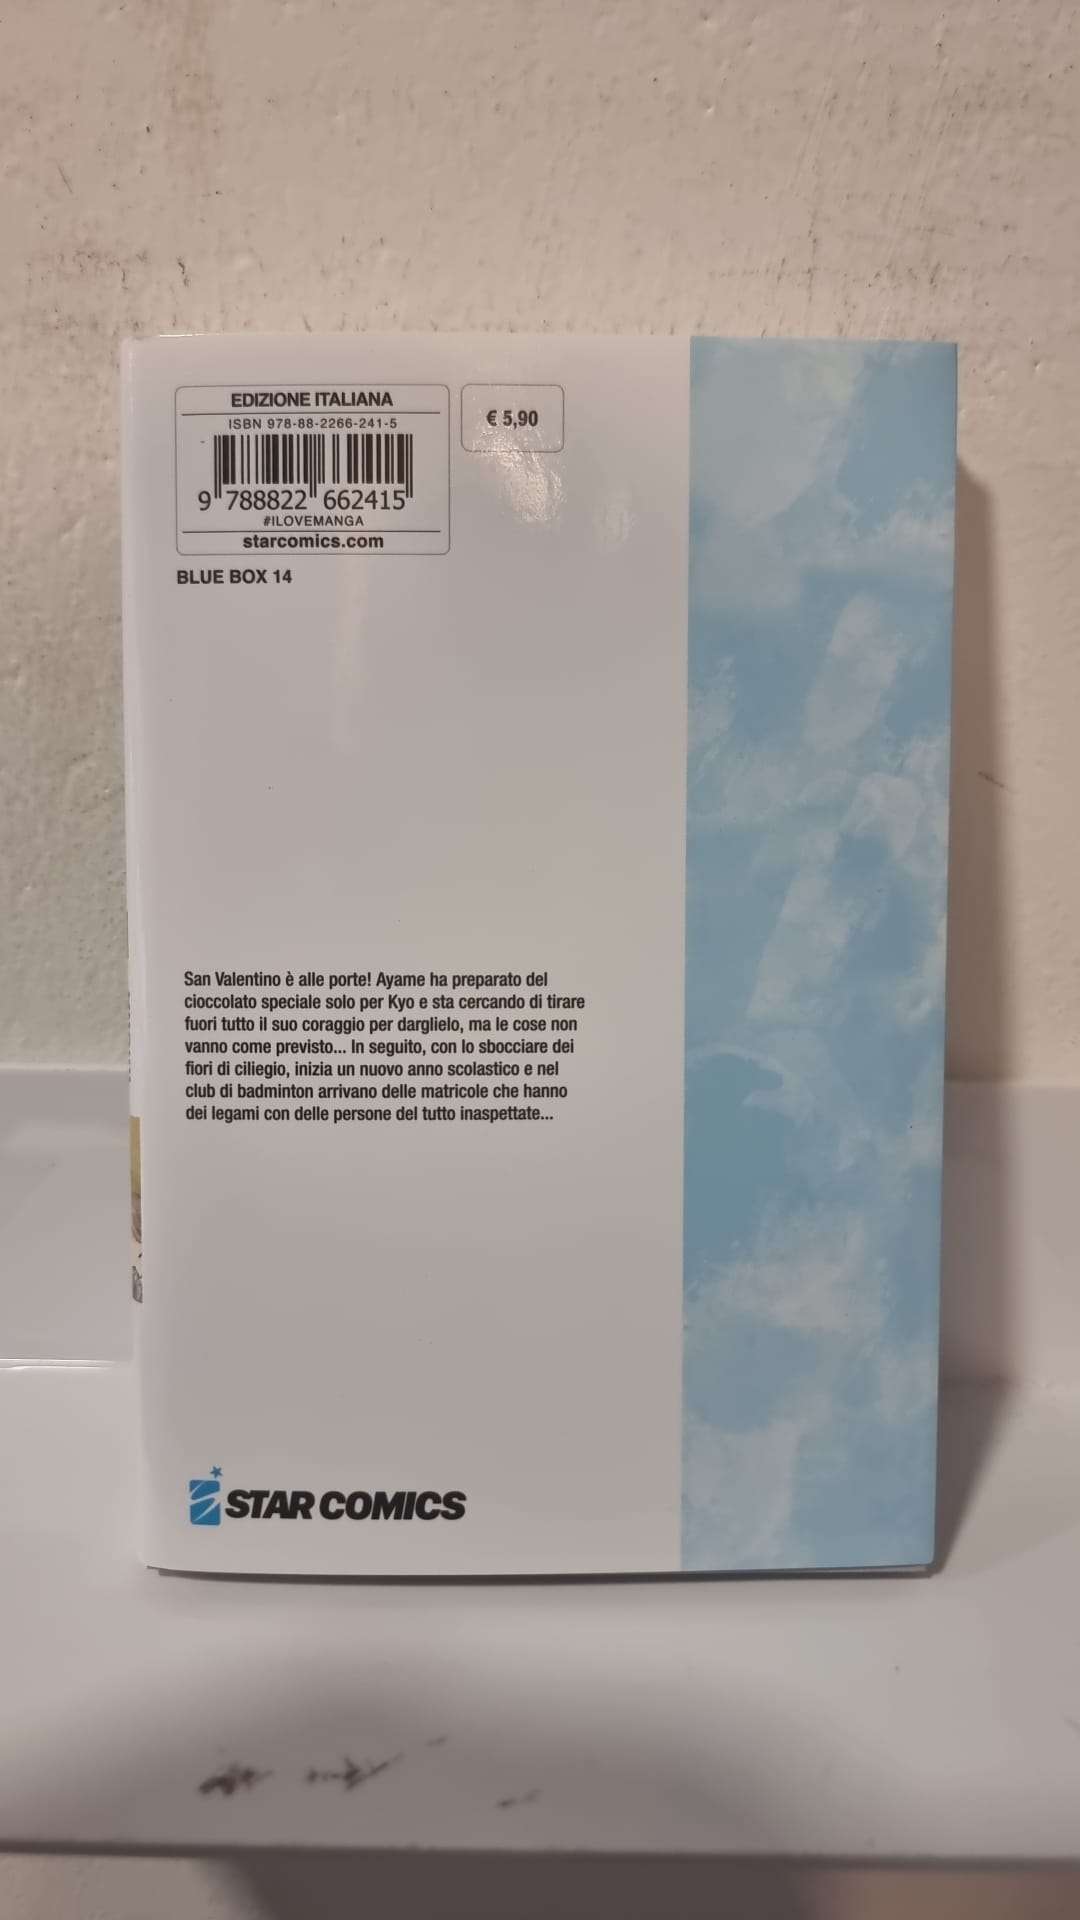 EDIZIONE ITALIANA
ISBN 978-88-2266-241-5
9 788822 662415
#ILOVEMANGA
starcomics.com
€ 5,90
BLUE BOX 14
San Valentino è alle porte! Ayame ha preparato del
cioccolato speciale solo per Kyo e sta cercando di tirare
fuori tutto il suo coraggio per darglielo, ma le cose non
vanno come previsto... In seguito, con lo sbocciare dei
fiori di ciliegio, inizia un nuovo anno scolastico e nel
club di badminton arrivano delle matricole che hanno
dei legami con delle persone del tutto inaspettate...
STAR COMICS